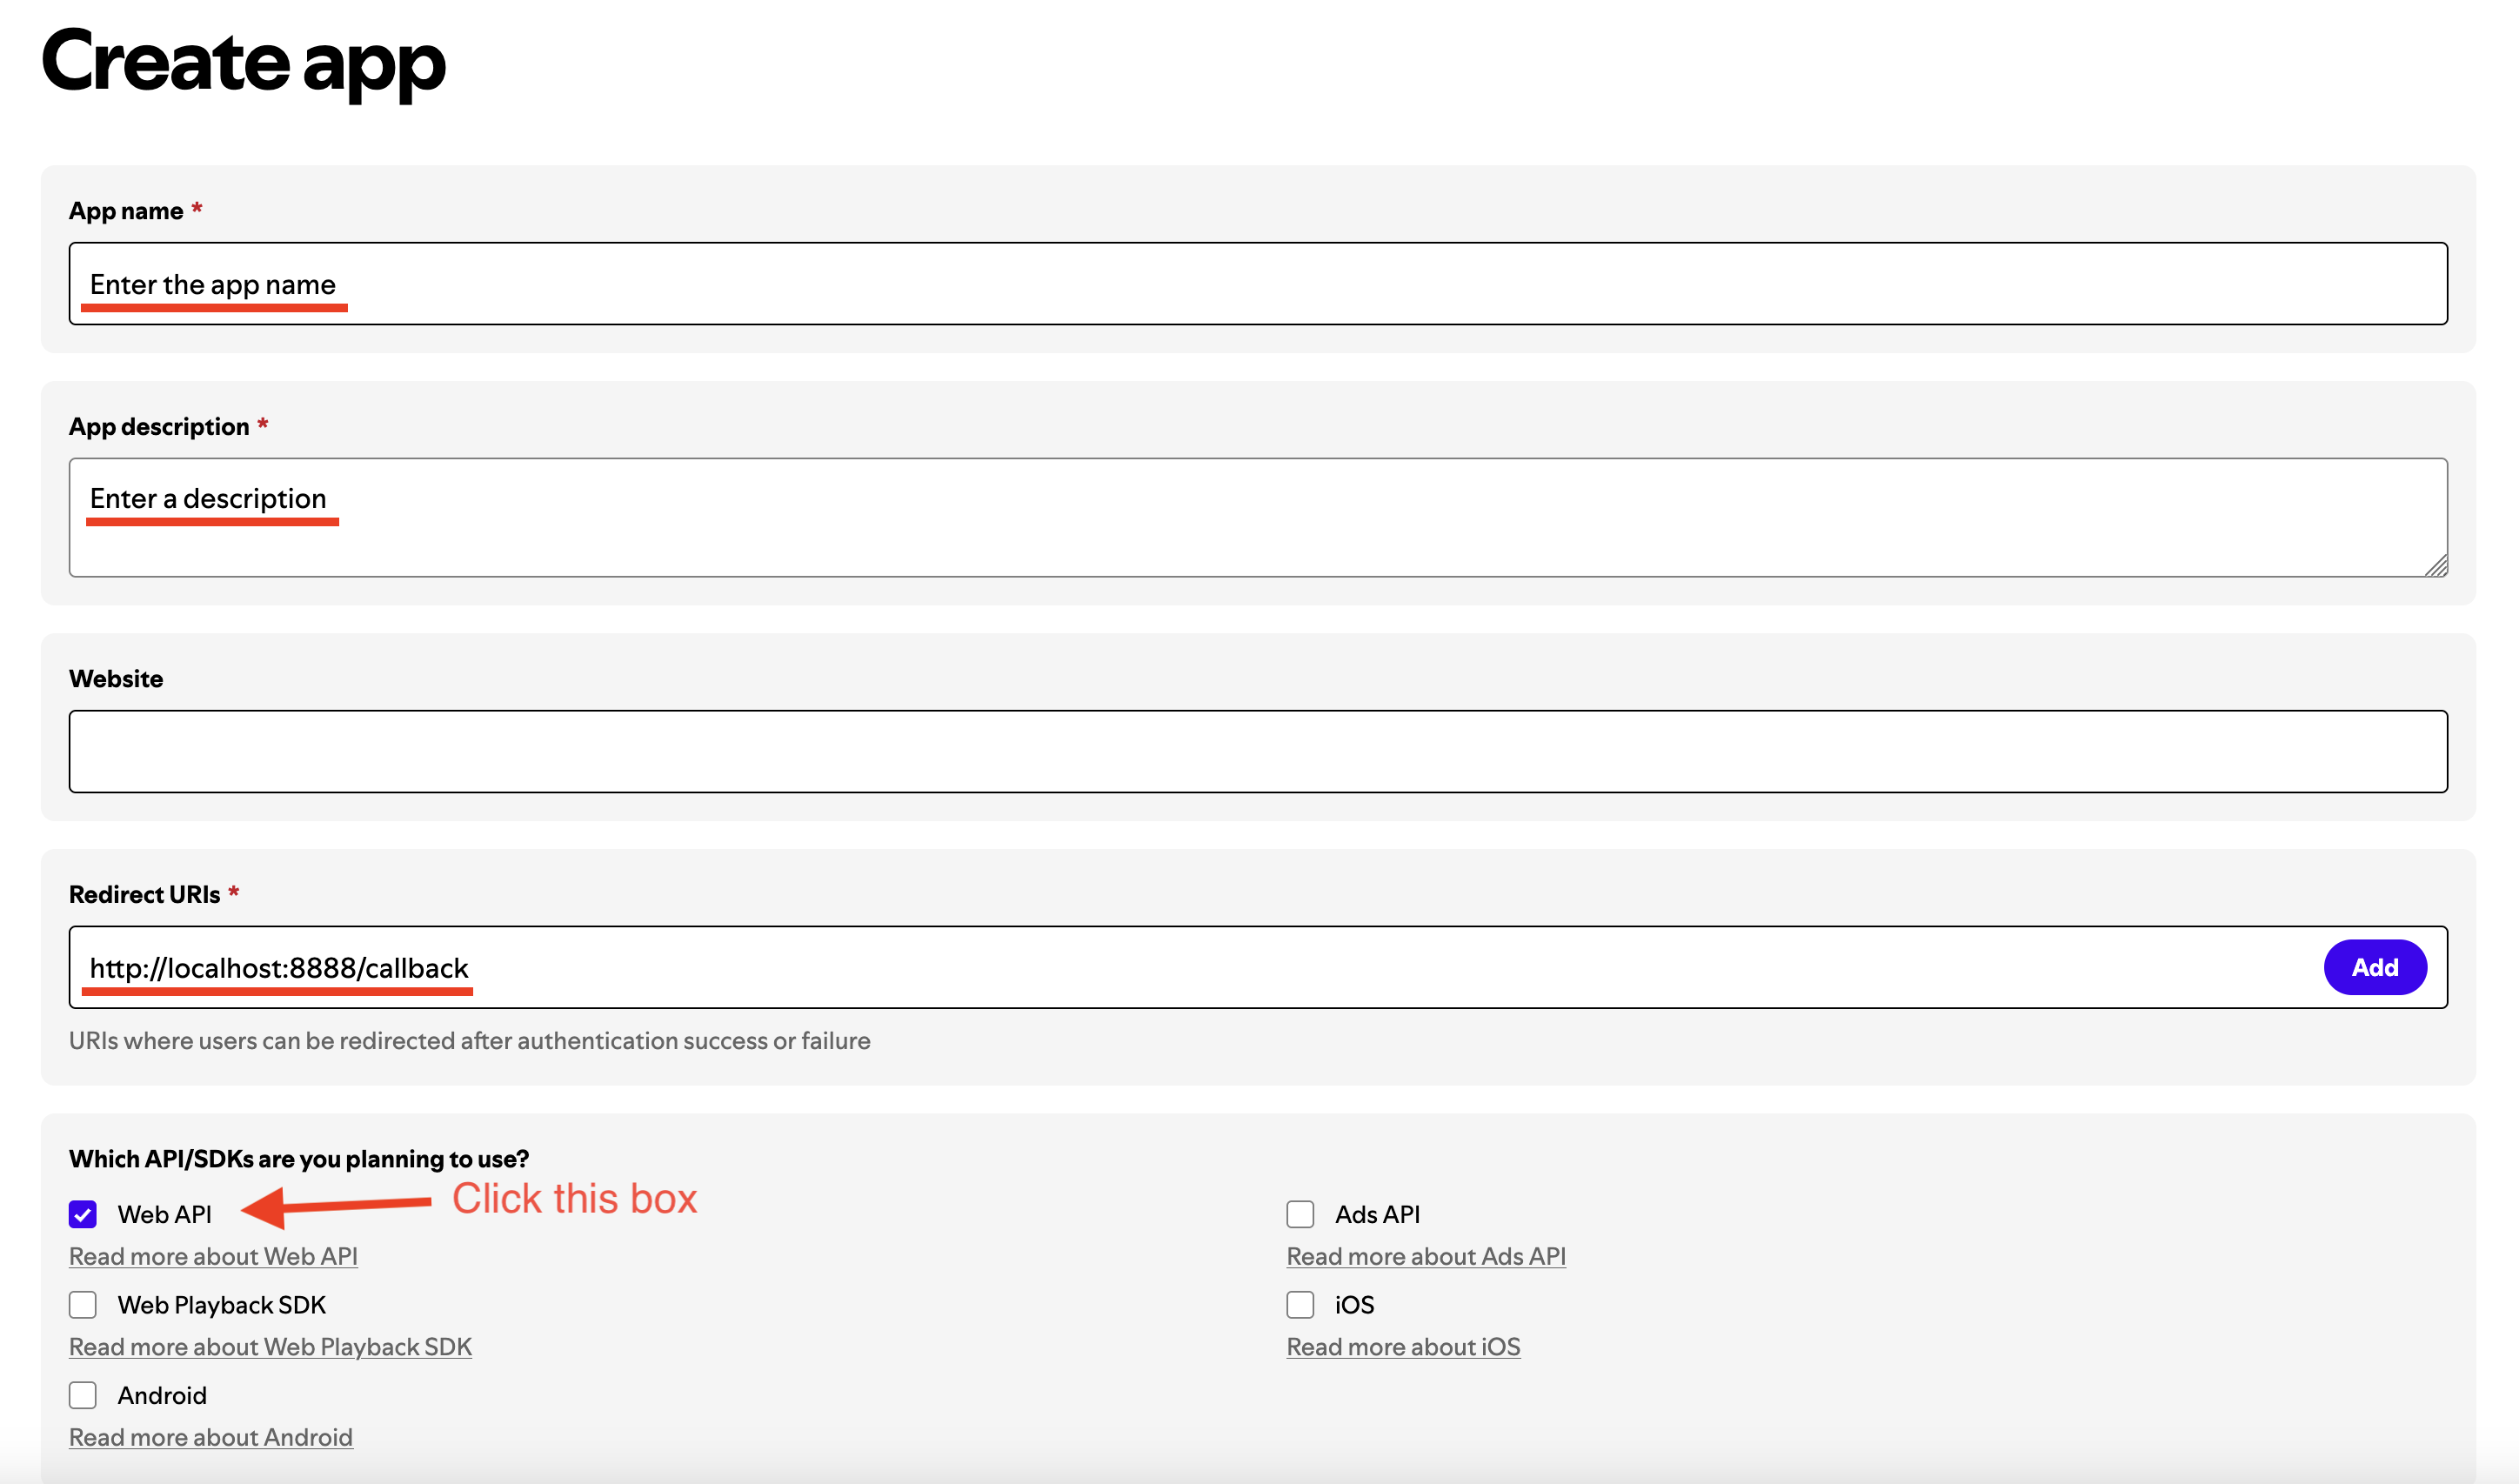 Create app
App name *
Enter the app name
App description *
Enter a description
Website
Redirect URIs *
http://localhost:8888/callback
Add
URIs where users can be redirected after authentication success or failure
Which API/SDKs are you planning to use?
Web API
Click this box
Ads API
Read more about Web API
Read more about Ads API
Web Playback SDK
iOS
Read more about Web Playback SDK
Read more about iOS
Android
Read more about Android